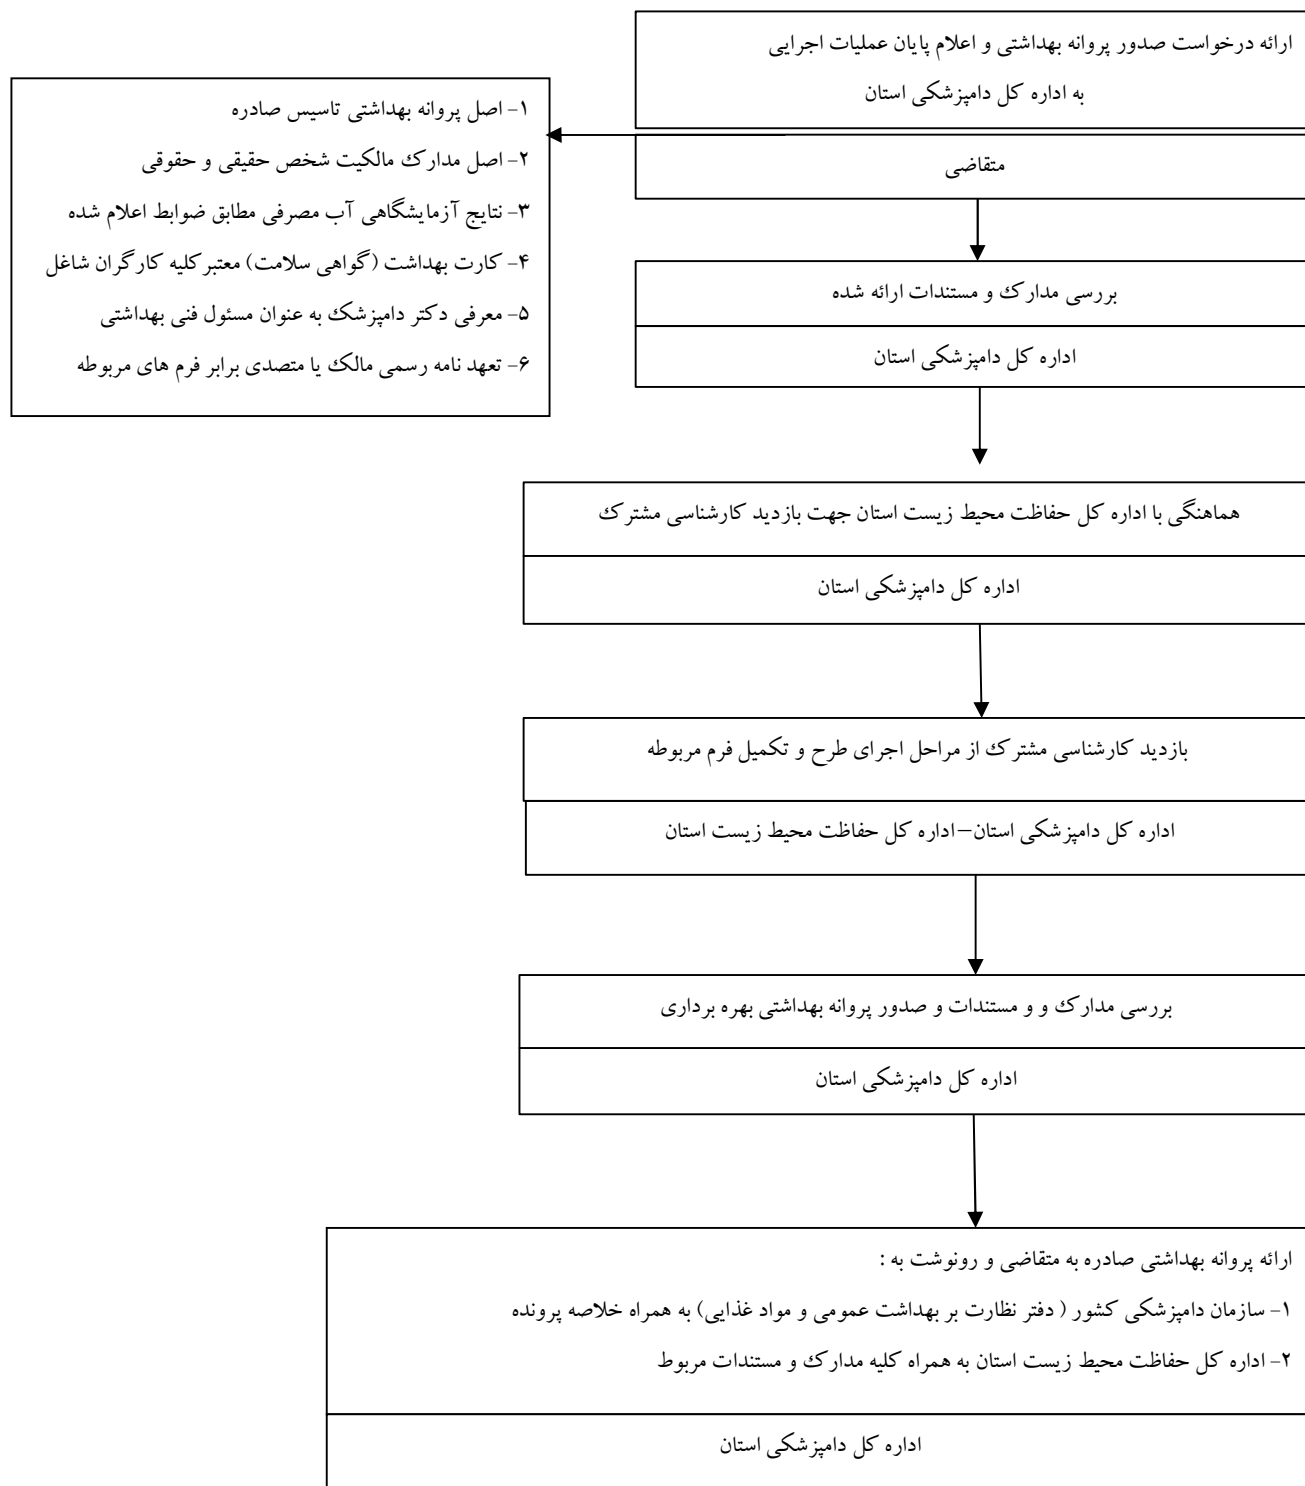 ارائه درخواست صدور پروانه بهداشتی و اعلام پایان عملیات اجرایی
به اداره کل دامپزشکی استان
متقاضی
۱- اصل پروانه بهداشتی تاسیس صادره
۲- اصل مدارک مالکیت شخص حقیقی و حقوقی
۳- نتایج آزمایشگاهی آب مصرفی مطابق ضوابط اعلام شده
۴- کارت بهداشت (گواهی سلامت) معتبر کلیه کارگران شاغل
۵- معرفی دکتر دامپزشک به عنوان مسئول فنی بهداشتی
۶- تعهد نامه رسمی مالک یا متصدی برابر فرم های مربوطه
بررسی مدارک و مستندات ارائه شده
اداره کل دامپزشکی استان
هماهنگی با اداره کل حفاظت محیط زیست استان جهت بازدید کارشناسی مشترک
اداره کل دامپزشکی استان
بازدید کارشناسی مشترک از مراحل اجرای طرح و تکمیل فرم مربوطه
اداره کل دامپزشکی استان–اداره کل حفاظت محیط زیست استان
بررسی مدارک و و مستندات و صدور پروانه بهداشتی بهره برداری
اداره کل دامپزشکی استان
ارائه پروانه بهداشتی صادره به متقاضی و رونوشت به :
۱- سازمان دامپزشکی کشور ( دفتر نظارت بر بهداشت عمومی و مواد غذایی) به همراه خلاصه پرونده
۲- اداره کل حفاظت محیط زیست استان به همراه کلیه مدارک و مستندات مربوط
اداره کل دامپزشکی استان